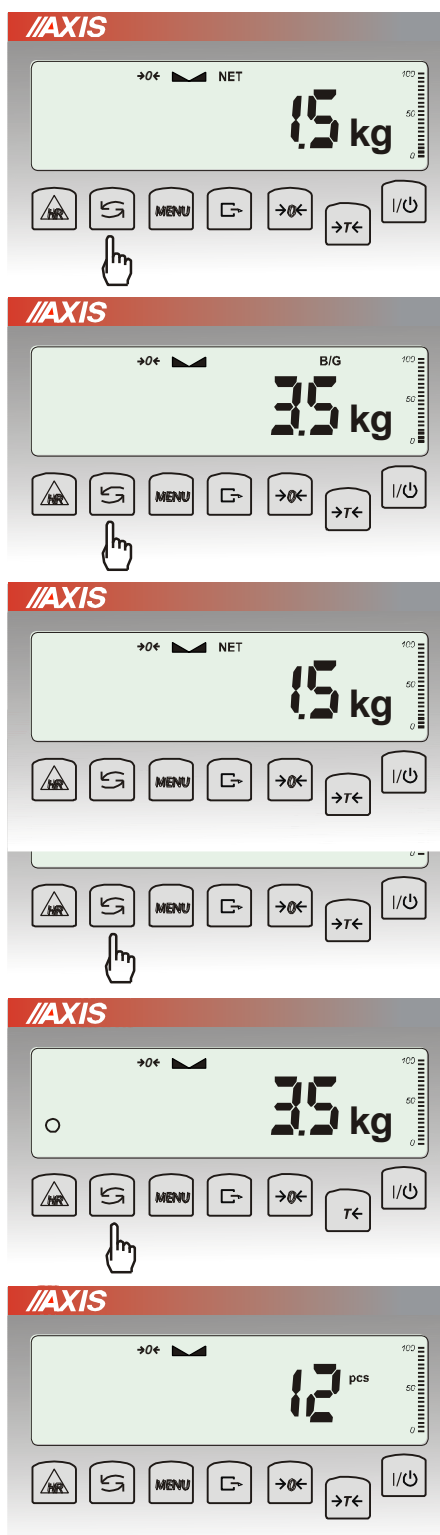 //AXIS
→0← NET 100
1.5 kg 50
0
HR MENU →0← →T← I/⏻
//AXIS
→0← B/G 100
3.5 kg 50
0
HR MENU →0← →T← I/⏻
//AXIS
→0← NET 100
1.5 kg 50
0
HR MENU →0← →T← I/⏻
0
HR MENU →0← →T← I/⏻
//AXIS
→0← 100
3.5 kg 50
0
HR MENU →0← T← I/⏻
//AXIS
→0← 100
12 pcs 50
0
HR MENU →0← →T← I/⏻